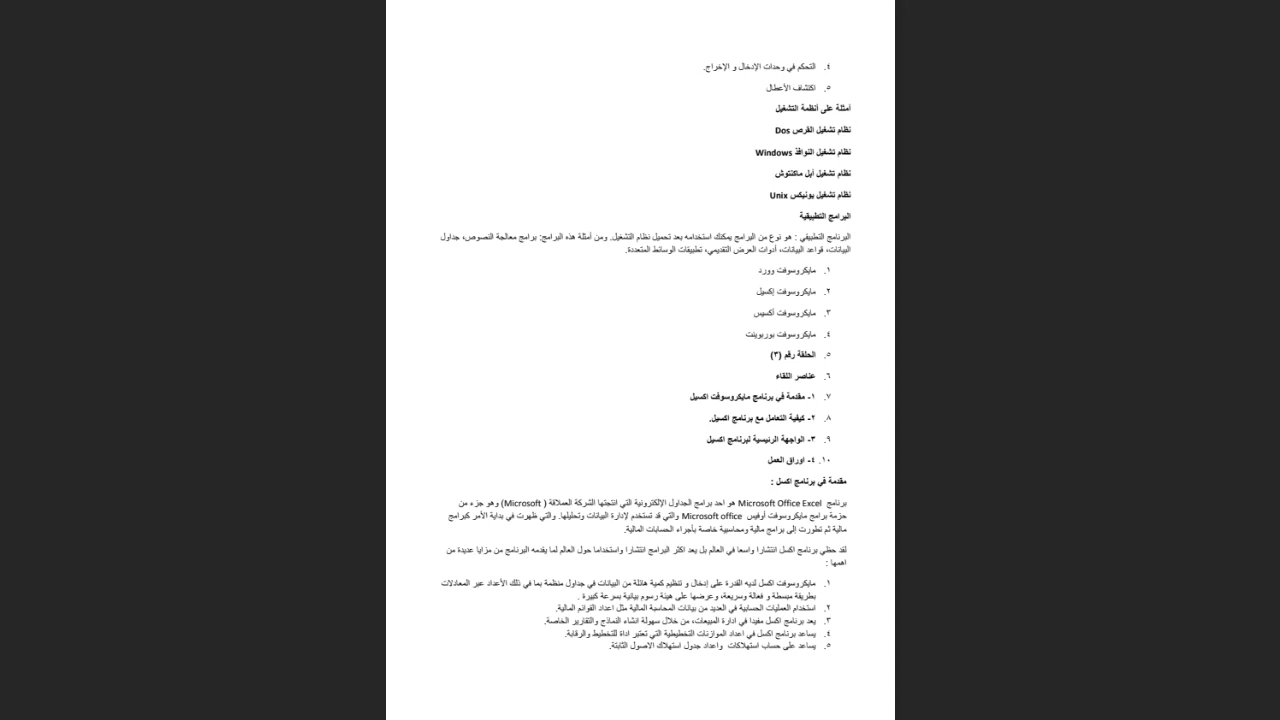 ٤. التحكم في وحدات الإدخال و الإخراج.
٥. اكتشاف الأعطال
أمثلة على أنظمة التشغيل
نظام تشغيل القرص Dos
نظام تشغيل النوافذ Windows
نظام تشغيل أبل ماكنتوش
نظام تشغيل يونيكس Unix
البرامج التطبيقية
البرنامج التطبيقي : هو نوع من البرامج يمكنك استخدامه بعد تحميل نظام التشغيل. ومن أمثلة هذه البرامج: برامج معالجة النصوص، جداول
البيانات، قواعد البيانات، أدوات العرض التقديمي، تطبيقات الوسائط المتعددة.
١. مايكروسوفت وورد
٢. مايكروسوفت إكسيل
٣. مايكروسوفت أكسيس
٤. مايكروسوفت بوربوينت
٥. الحلقة رقم (٣)
٦. عناصر اللقاء
٧. ١- مقدمة في برنامج مايكروسوفت اكسيل
٨. ٢- كيفية التعامل مع برنامج اكسيل.
٩. ٣- الواجهة الرئيسية لبرنامج اكسيل
١٠. ٤- اوراق العمل
مقدمة في برنامج اكسل :
برنامج Microsoft Office Excel هو احد برامج الجداول الإلكترونية التي انتجتها الشركة العملاقة ( Microsoft) وهو جزء من
حزمة برامج مايكروسوفت أوفيس Microsoft office والتي قد تستخدم لإدارة البيانات وتحليلها. والتي ظهرت في بداية الأمر كبرامج
مالية ثم تطورت إلى برامج مالية ومحاسبية خاصة بأجراء الحسابات المالية.
لقد حظي برنامج اكسل انتشارا واسعا في العالم بل يعد اكثر البرامج انتشارا واستخداما حول العالم لما يقدمه البرنامج من مزايا عديدة من
اهمها :
١. مايكروسوفت اكسل لديه القدرة على إدخال و تنظيم كمية هائلة من البيانات في جداول منظمة بما في ذلك الأعداد عبر المعادلات
بطريقة مبسطة و فعالة وسريعة، وعرضها على هيئة رسوم بيانية بسرعة كبيرة .
٢. استخدام العمليات الحسابية في العديد من بيانات المحاسبة المالية مثل اعداد القوائم المالية.
٣. يعد برنامج اكسل مفيدا في ادارة المبيعات، من خلال سهولة انشاء النماذج والتقارير الخاصة.
٤. يساعد برنامج اكسل في اعداد الموازنات التخطيطية التي تعتبر اداة للتخطيط والرقابة.
٥. يساعد على حساب استهلاكات واعداد جدول استهلاك الاصول الثابتة.